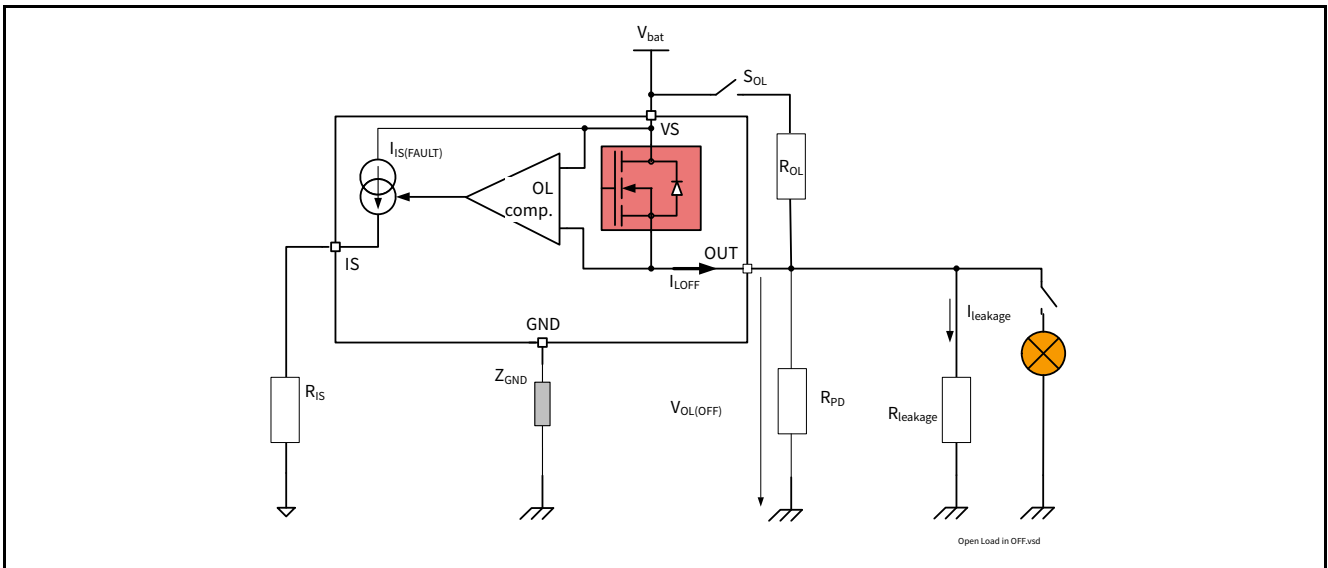 Vbat
SOL
VS
IIS(FAULT)
ROL
OL
comp.
OUT
IS
ILOFF
Ileakage
GND
ZGND
RIS
VOL(OFF)
RPD
Rleakage
Open Load in OFF.vsd